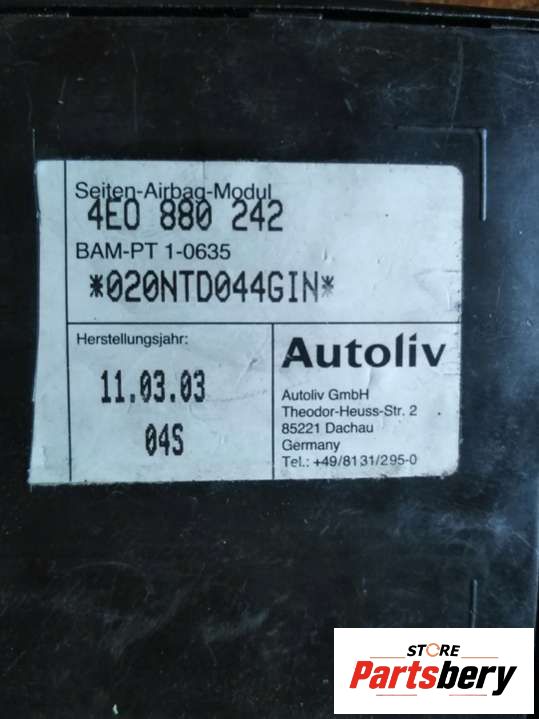 Seiten-Airbag-Modul
4E0 880 242
BAM-PT 1-0635
*020NTD044GIN*
Herstellungsjahr:
11.03.03
04S
Autoliv
Autoliv GmbH
Theodor-Heuss-Str. 2
85221 Dachau
Germany
Tel.: +49/8131/295-0
STORE
Partsbery